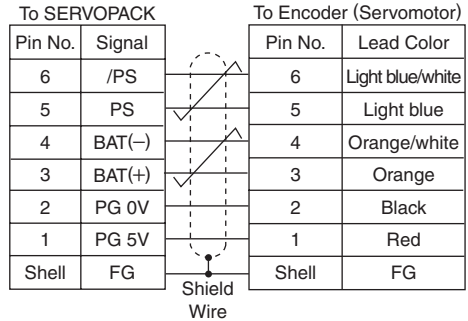 To SERVOPACK To Encoder (Servomotor)
Pin No. Signal Pin No. Lead Color
6 /PS 6 Light blue/white
5 PS 5 Light blue
4 BAT(−) 4 Orange/white
3 BAT(+) 3 Orange
2 PG 0V 2 Black
1 PG 5V 1 Red
Shell FG Shell FG
Shield
Wire